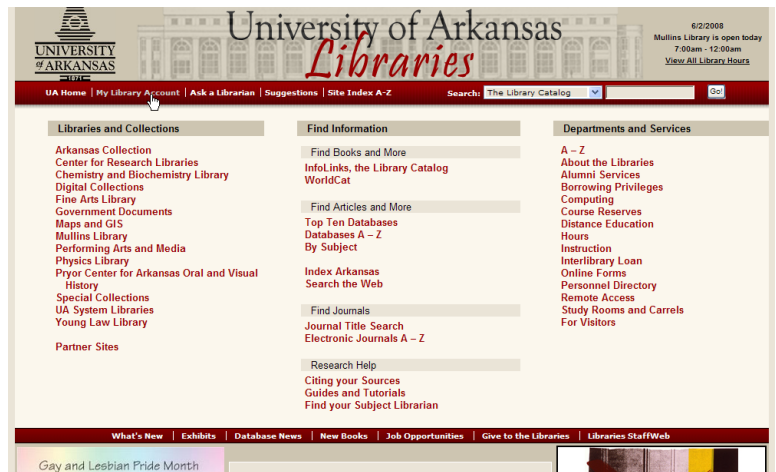 UNIVERSITY
OF ARKANSAS
1871
University of Arkansas
Libraries
6/2/2008
Mullins Library is open today
7:00am - 12:00am
View All Library Hours
UA Home | My Library Account | Ask a Librarian | Suggestions | Site Index A-Z
Search: The Library Catalog Go!
Libraries and Collections
Arkansas Collection
Center for Research Libraries
Chemistry and Biochemistry Library
Digital Collections
Fine Arts Library
Government Documents
Maps and GIS
Mullins Library
Performing Arts and Media
Physics Library
Pryor Center for Arkansas Oral and Visual
History
Special Collections
UA System Libraries
Young Law Library
Partner Sites
Find Information
Find Books and More
InfoLinks, the Library Catalog
WorldCat
Find Articles and More
Top Ten Databases
Databases A – Z
By Subject
Index Arkansas
Search the Web
Find Journals
Journal Title Search
Electronic Journals A – Z
Research Help
Citing your Sources
Guides and Tutorials
Find your Subject Librarian
Departments and Services
A – Z
About the Libraries
Alumni Services
Borrowing Privileges
Computing
Course Reserves
Distance Education
Hours
Instruction
Interlibrary Loan
Online Forms
Personnel Directory
Remote Access
Study Rooms and Carrels
For Visitors
What's New | Exhibits | Database News | New Books | Job Opportunities | Give to the Libraries | Libraries StaffWeb
Gay and Lesbian Pride Month